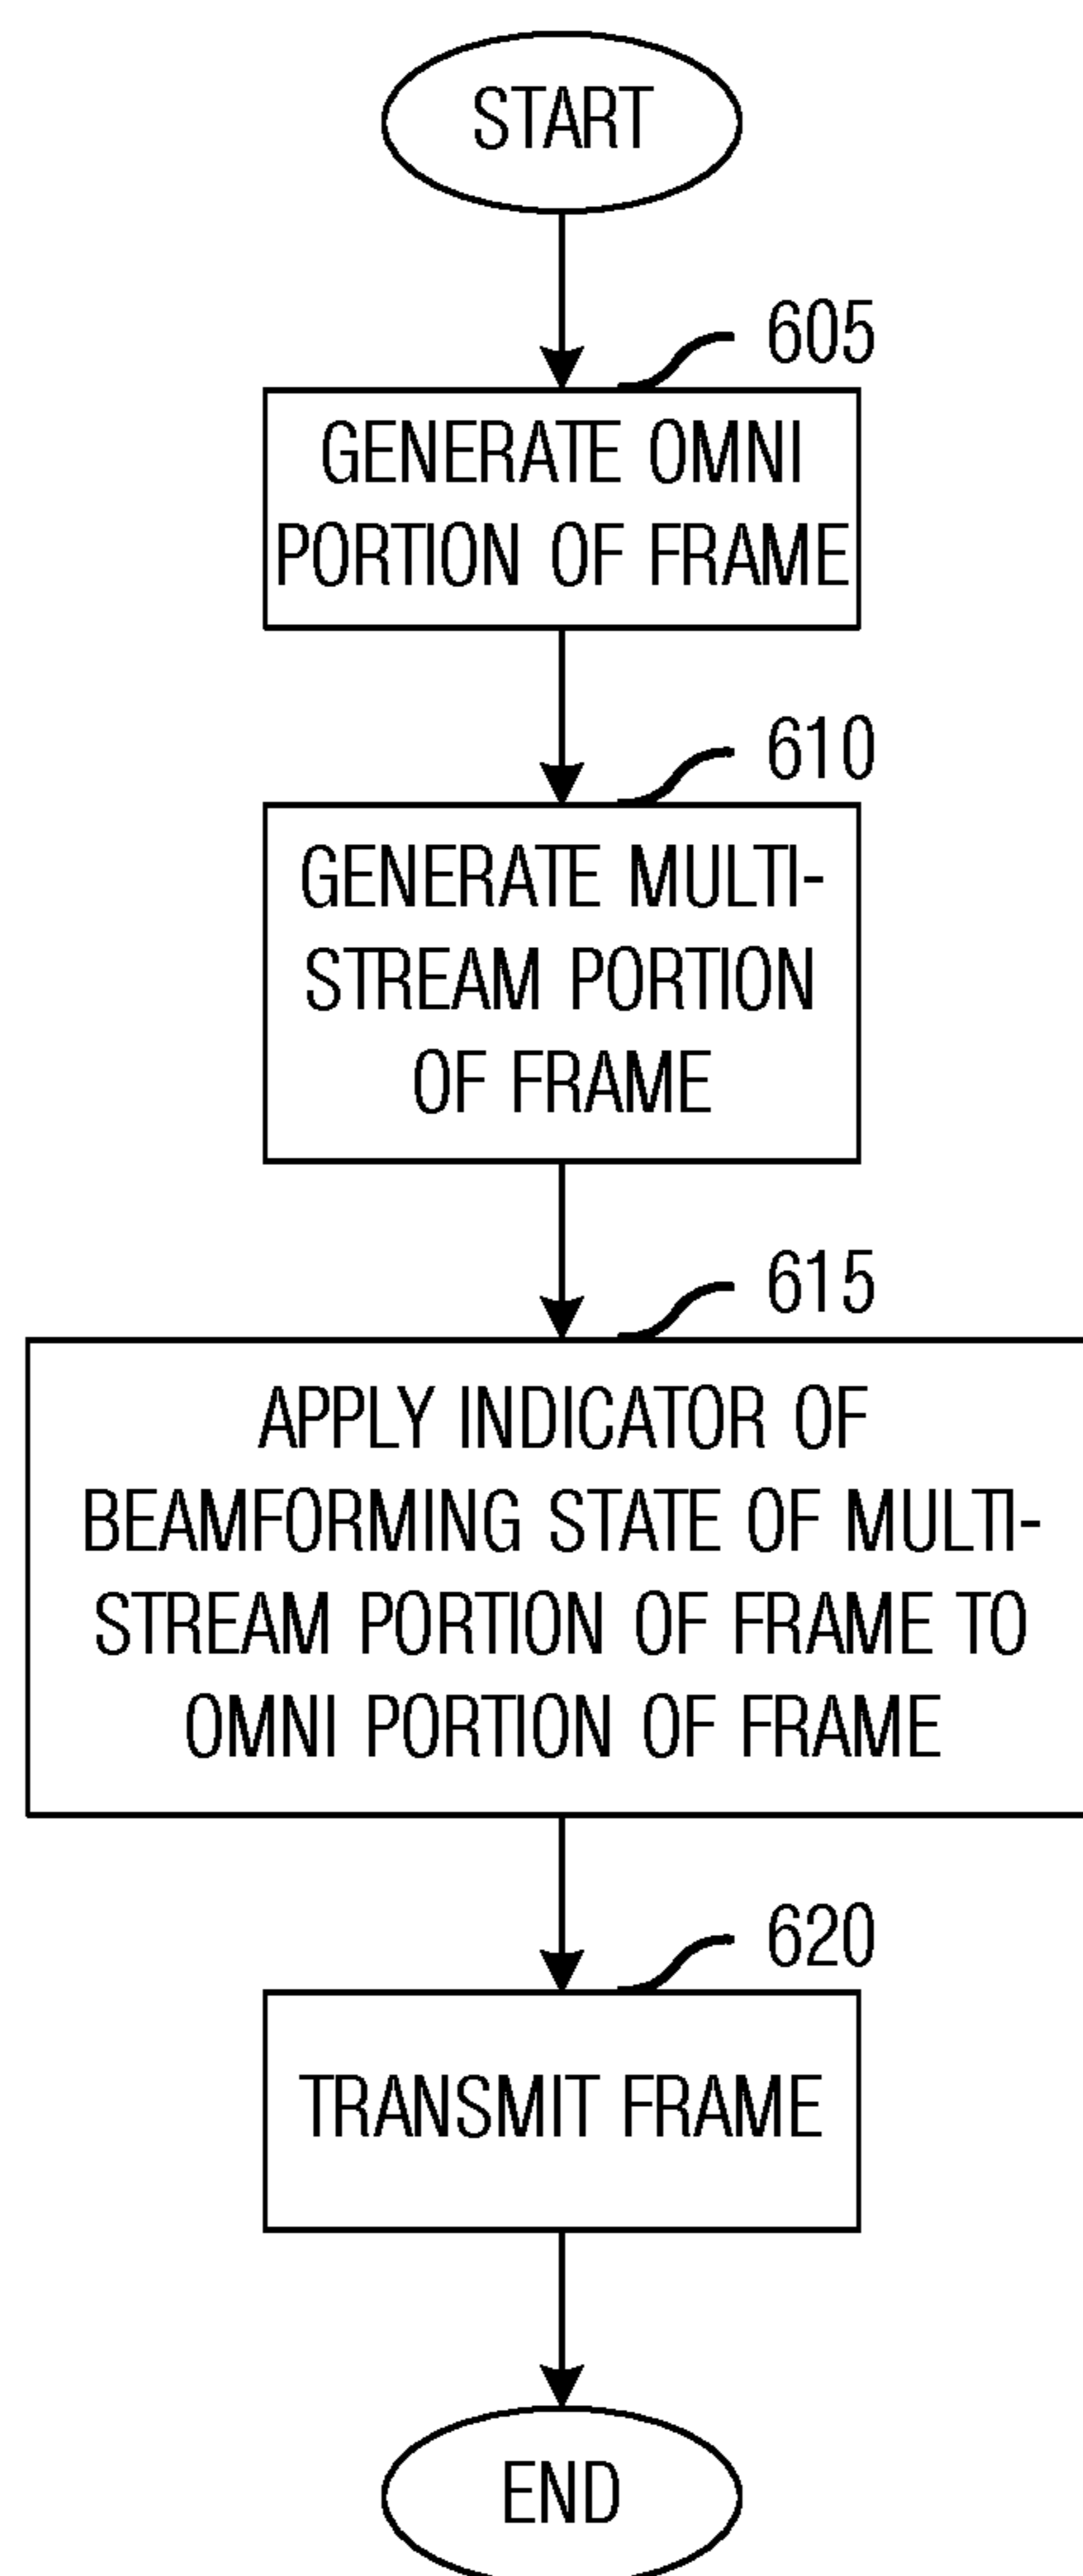 START
605
GENERATE OMNI
PORTION OF FRAME
610
GENERATE MULTI-
STREAM PORTION
OF FRAME
615
APPLY INDICATOR OF
BEAMFORMING STATE OF MULTI-
STREAM PORTION OF FRAME TO
OMNI PORTION OF FRAME
620
TRANSMIT FRAME
END